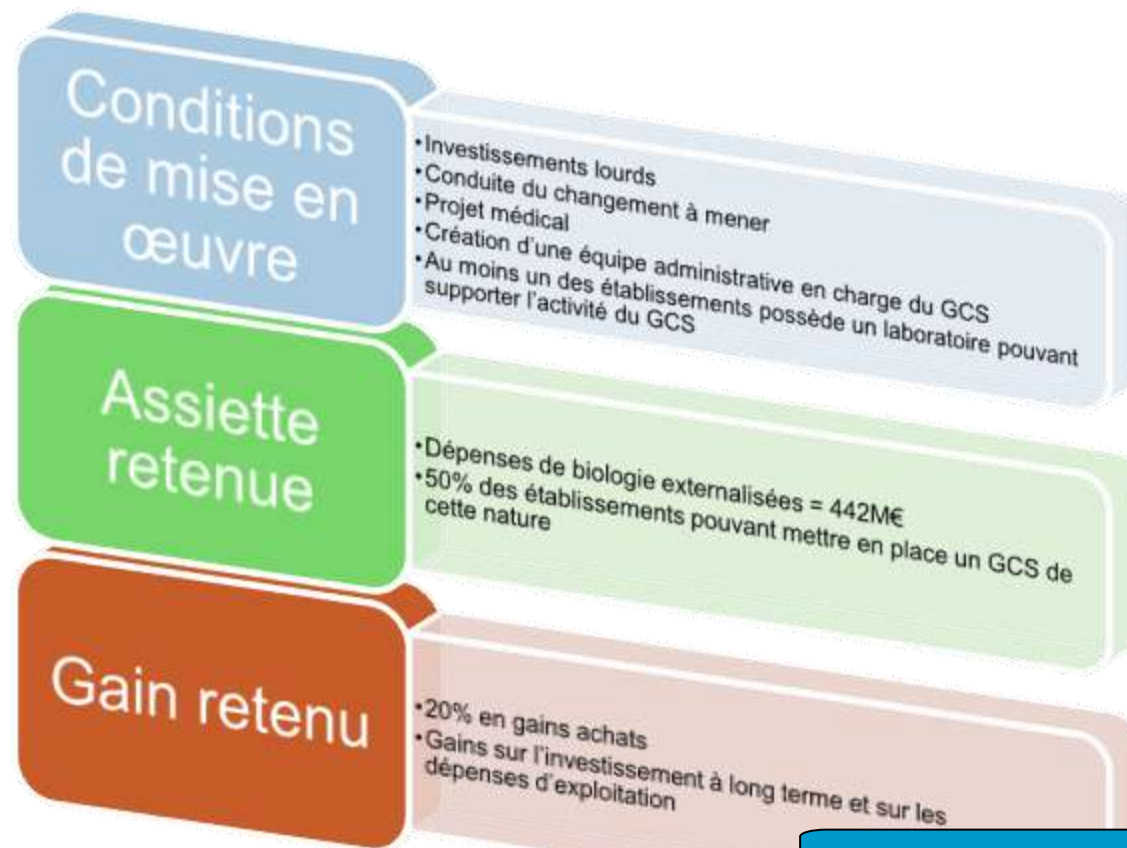 Conditions
de mise en
œuvre
•Investissements lourds
•Conduite du changement à mener
•Projet médical
•Création d’une équipe administrative en charge du GCS
•Au moins un des établissements possède un laboratoire pouvant
supporter l’activité du GCS
Assiette
retenue
•Dépenses de biologie externalisées = 442M€
•50% des établissements pouvant mettre en place un GCS de
cette nature
Gain retenu
•20% en gains achats
•Gains sur l’investissement à long terme et sur les
dépenses d’exploitation